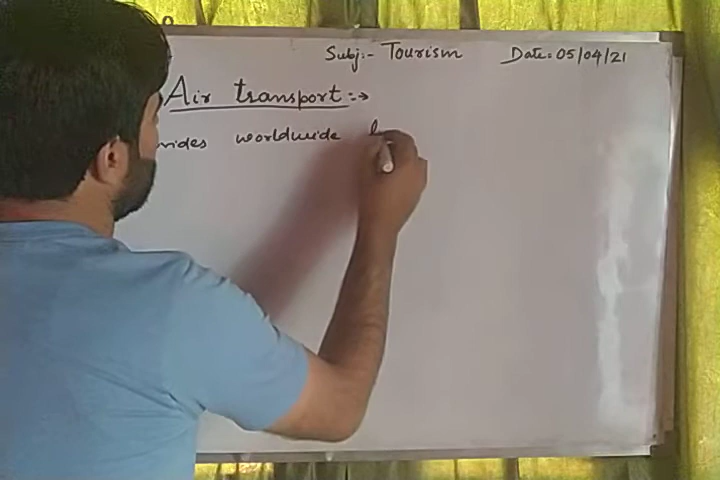 Subj:- Tourism Date: 05/04/21
Air transport:→
worldwide